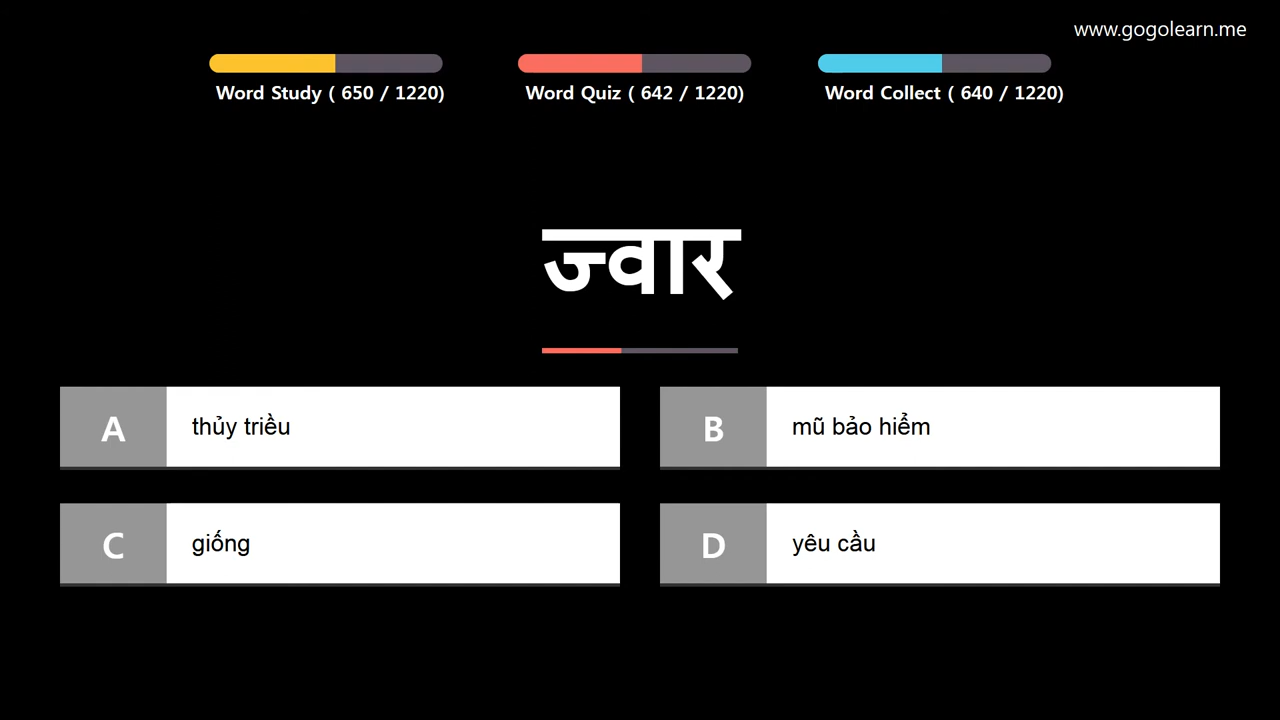 www.gogolearn.me
Word Study ( 650 / 1220)
Word Quiz ( 642 / 1220)
Word Collect ( 640 / 1220)
ज्वार
A
thủy triều
B
mũ bảo hiểm
C
giống
D
yêu cầu